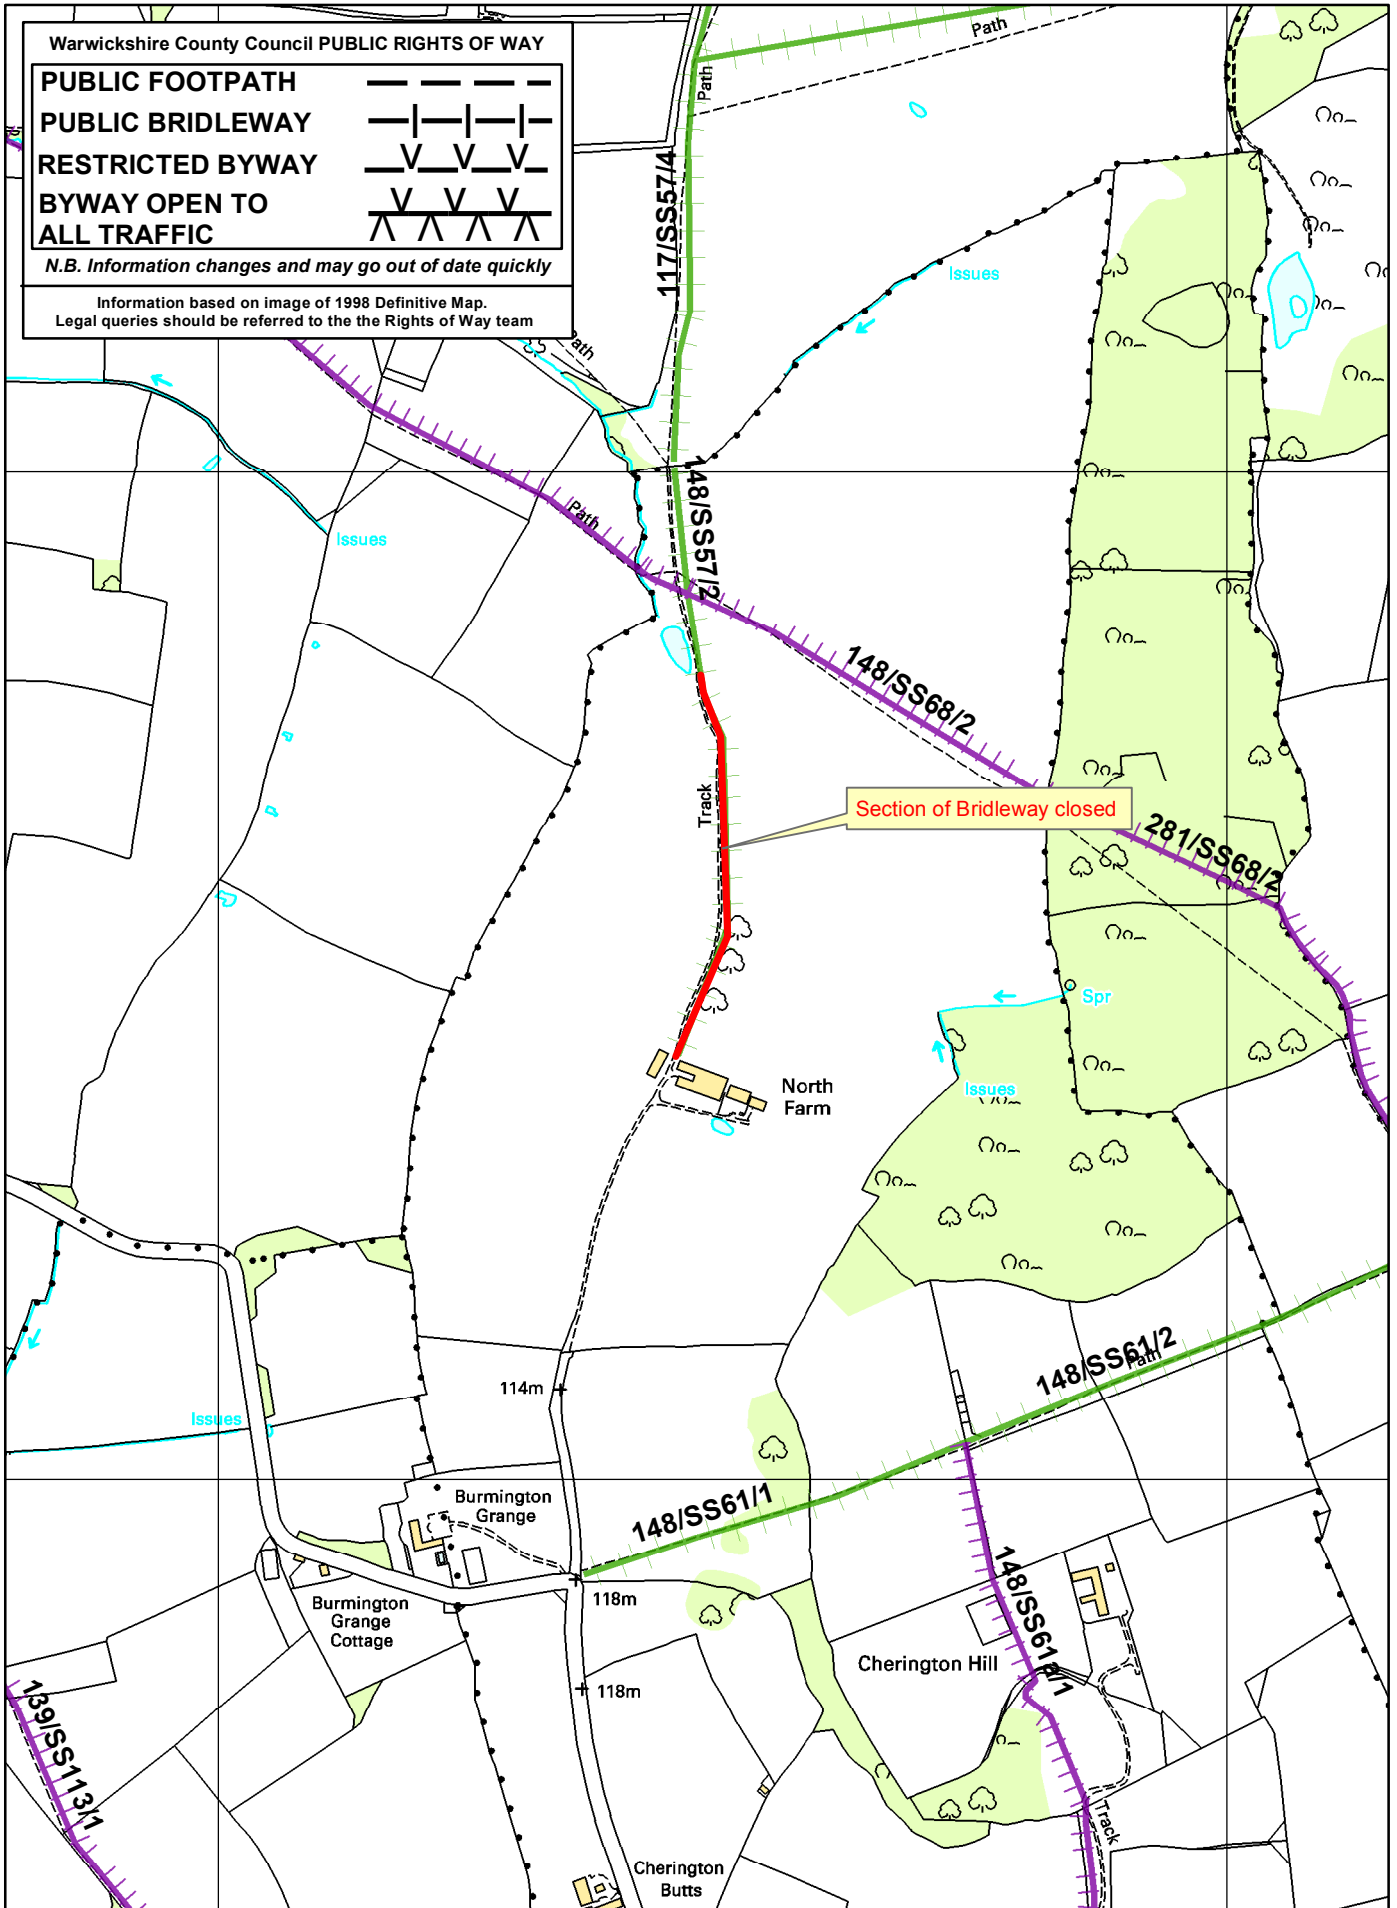 Warwickshire County Council PUBLIC RIGHTS OF WAY
PUBLIC FOOTPATH
PUBLIC BRIDLEWAY
RESTRICTED BYWAY
BYWAY OPEN TO
ALL TRAFFIC
N.B. Information changes and may go out of date quickly
Information based on image of 1998 Definitive Map.
Legal queries should be referred to the the Rights of Way team
Path
Path
117/SS57/4
Issues
Path
148/SS57/2
Path
Issues
148/SS68/2
Track
Section of Bridleway closed
281/SS68/2
Spr
Issues
North
Farm
148/SS61/2
Path
114m
Issues
Burmington
Grange
148/SS61/1
118m
Burmington
Grange
Cottage
148/SS61a/1
Cherington Hill
118m
139/SS113/1
Track
Cherington
Butts